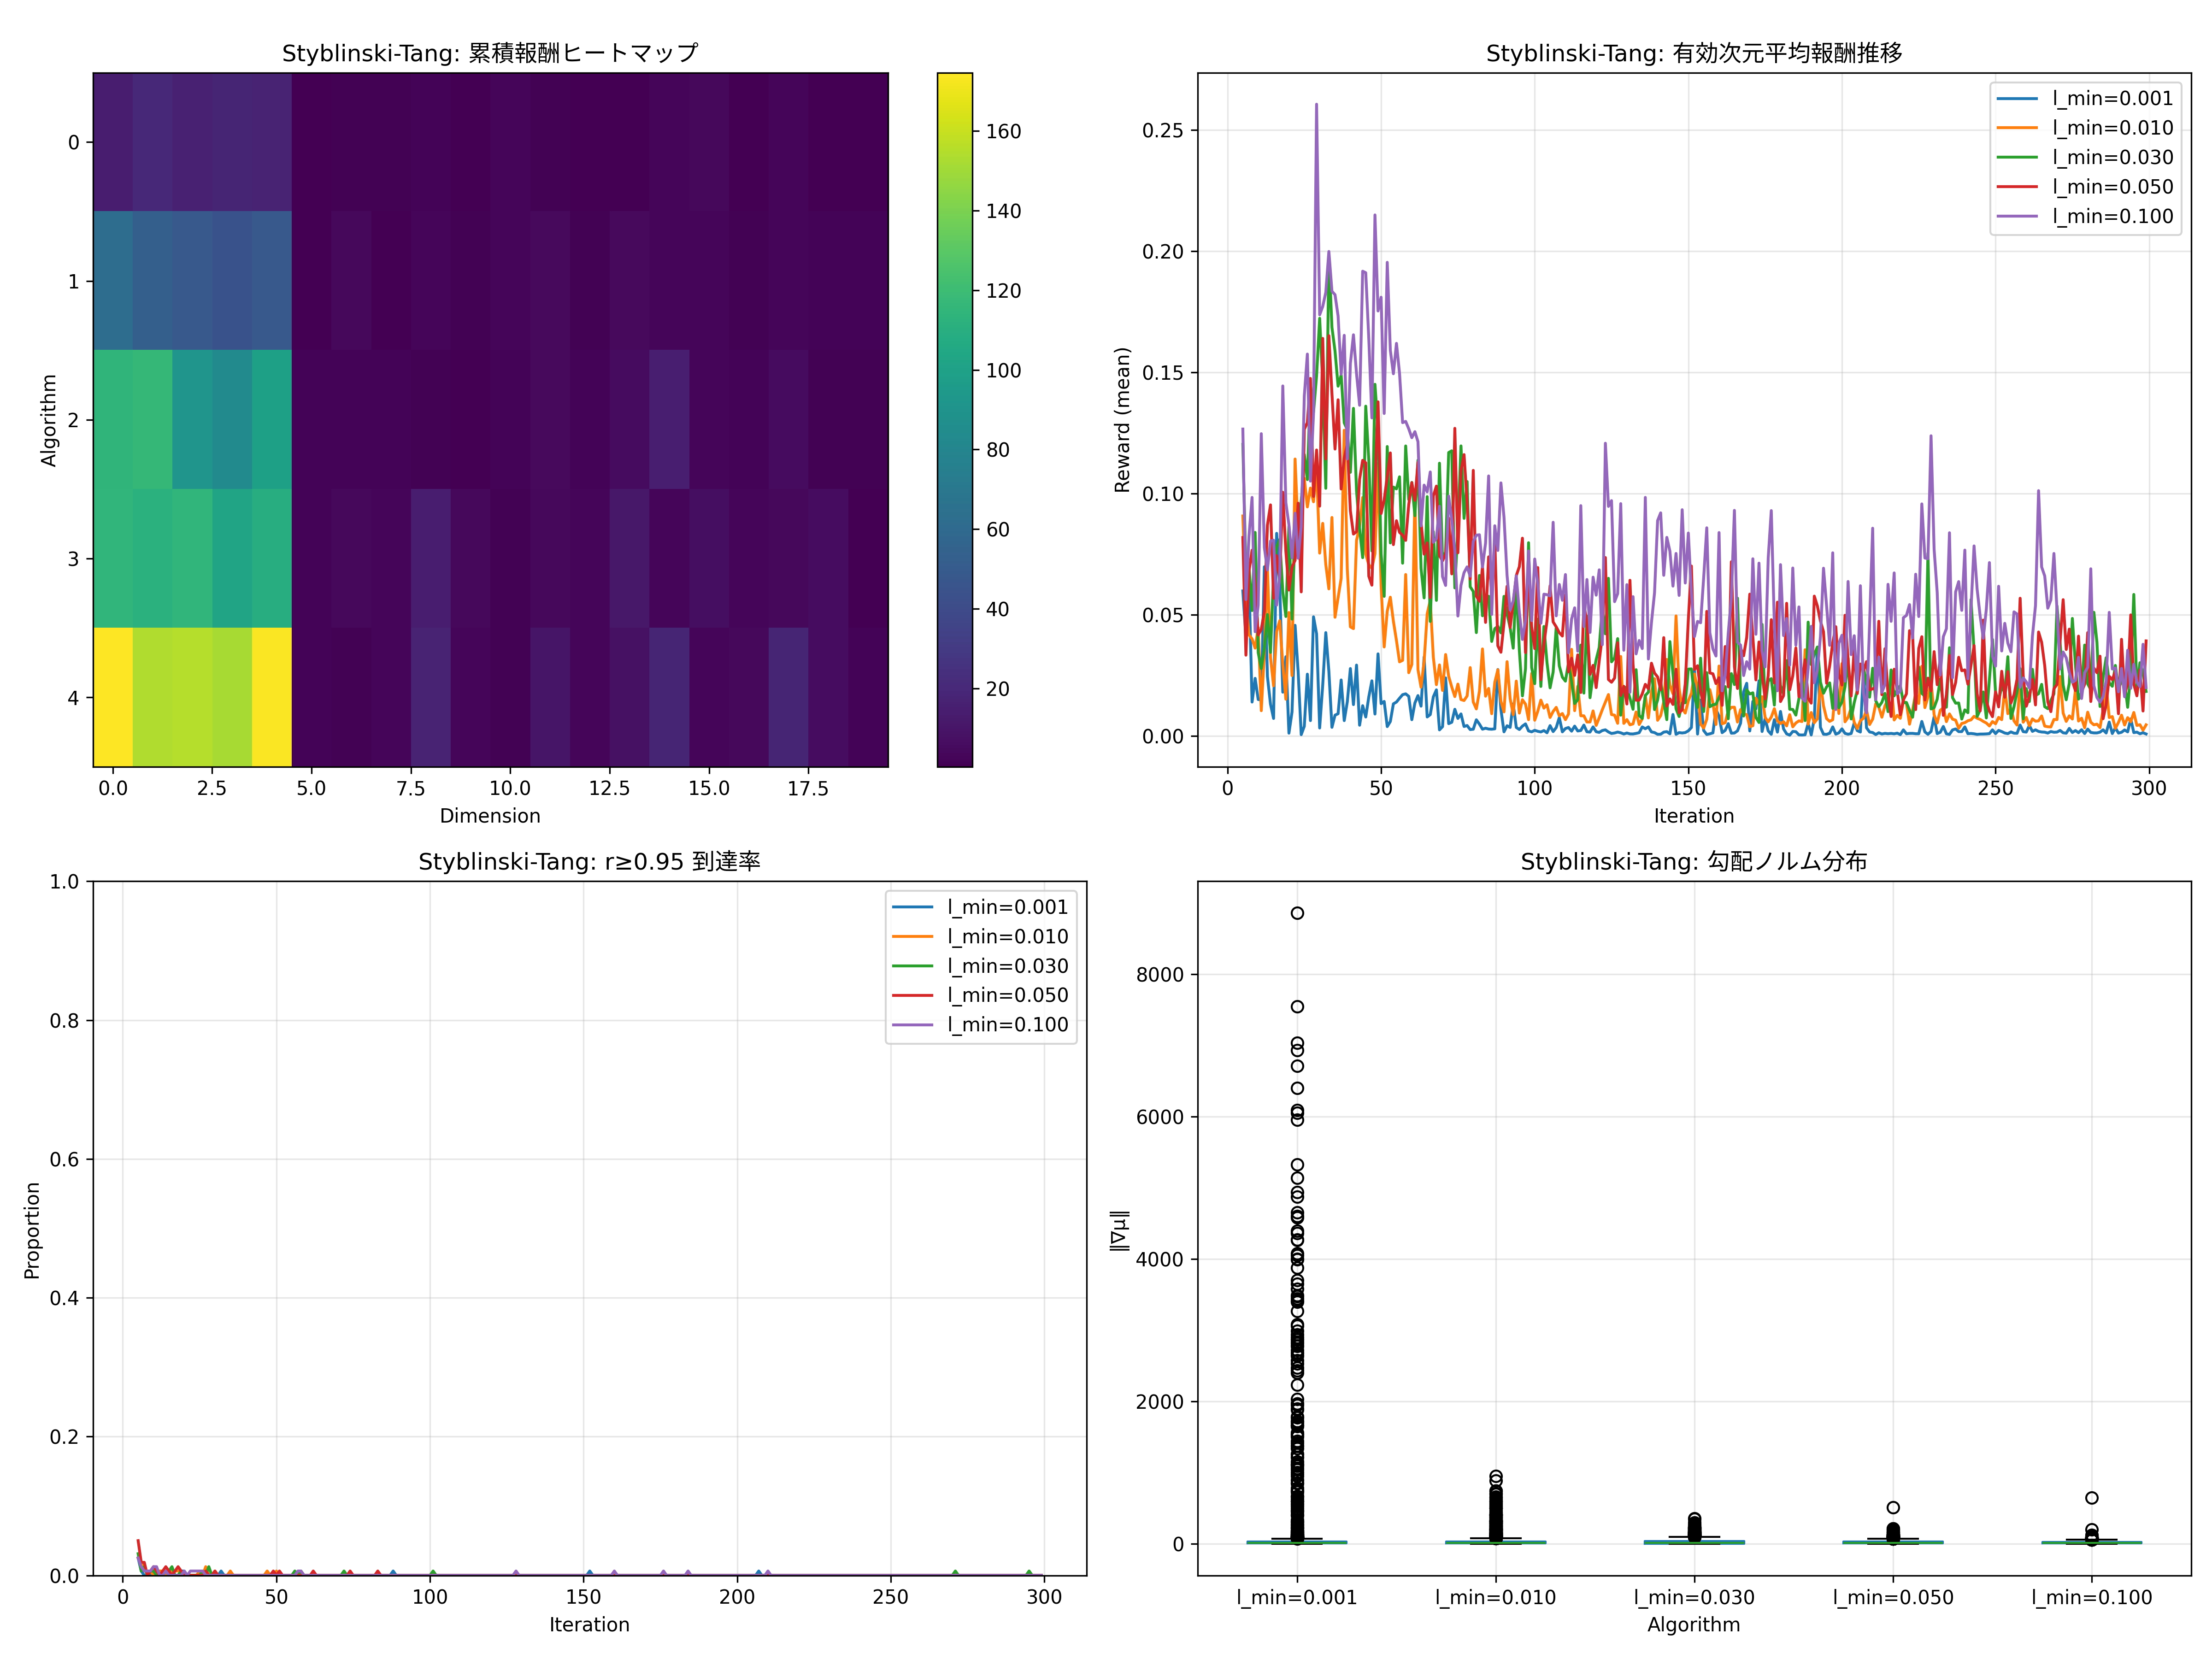 Styblinski-Tang: 累積報酬ヒートマップ
0
1
2
3
4
Algorithm
0.0 2.5 5.0 7.5 10.0 12.5 15.0 17.5
Dimension
160
140
120
100
80
60
40
20
Styblinski-Tang: 有効次元平均報酬推移
l_min=0.001
l_min=0.010
l_min=0.030
l_min=0.050
l_min=0.100
0.25
0.20
0.15
0.10
0.05
0.00
Reward (mean)
0 50 100 150 200 250 300
Iteration
Styblinski-Tang: r≥0.95 到達率
l_min=0.001
l_min=0.010
l_min=0.030
l_min=0.050
l_min=0.100
1.0
0.8
0.6
0.4
0.2
0.0
Proportion
0 50 100 150 200 250 300
Iteration
Styblinski-Tang: 勾配ノルム分布
8000
6000
4000
2000
0
‖∇μ‖
l_min=0.001 l_min=0.010 l_min=0.030 l_min=0.050 l_min=0.100
Algorithm